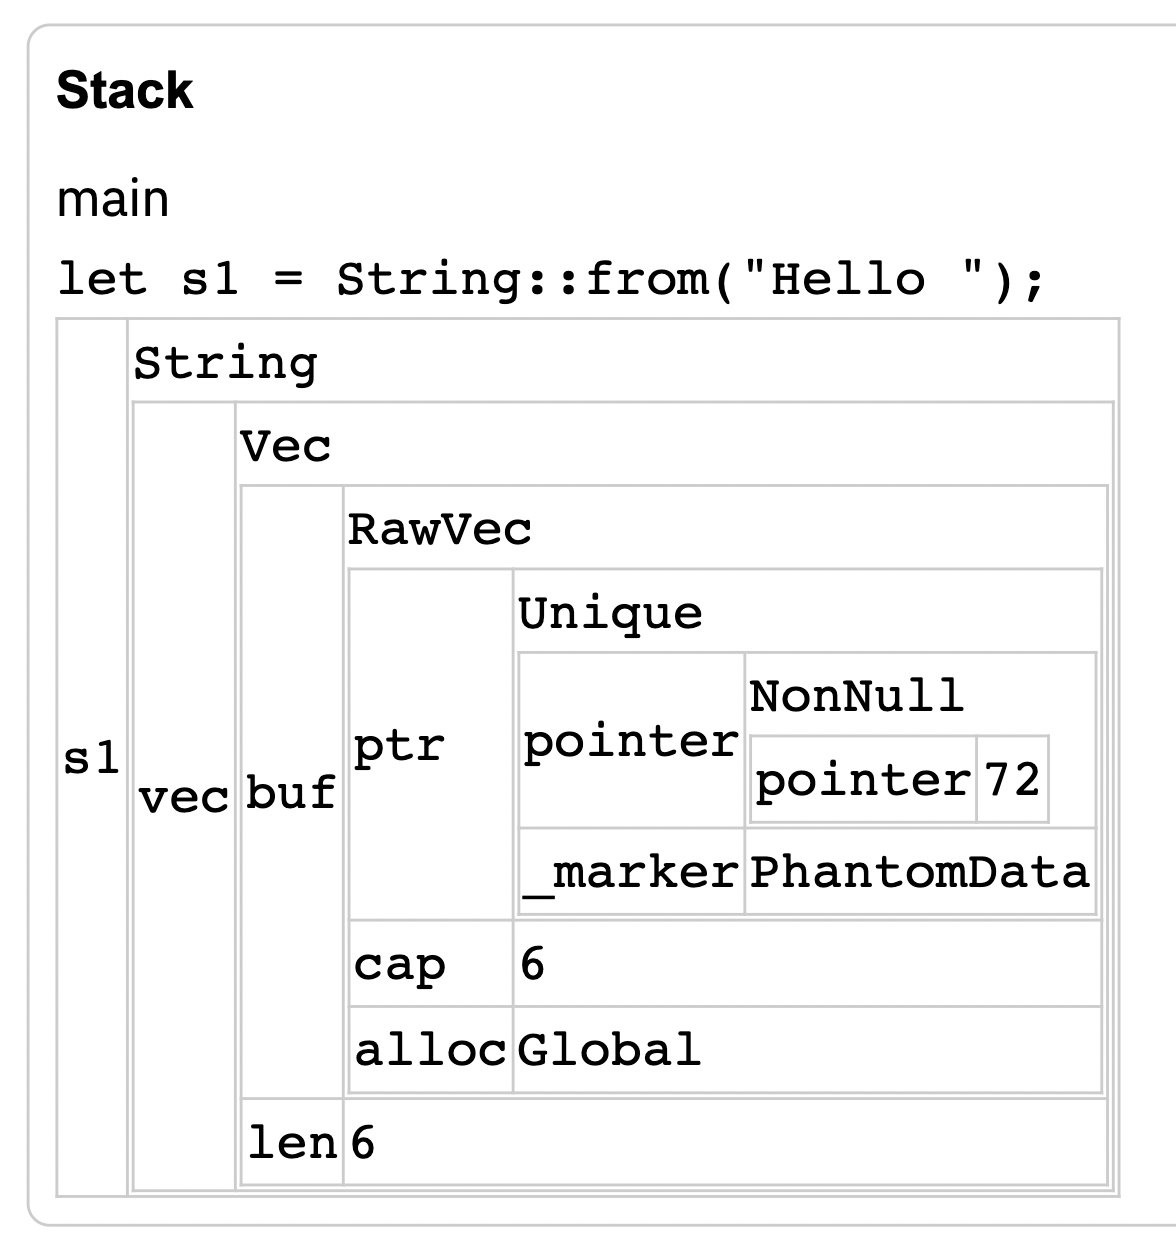 Stack
main
let s1 = String::from("Hello ");
String
Vec
RawVec
Unique
NonNull
s1 vec buf ptr pointer pointer 72
_marker PhantomData
cap 6
alloc Global
len 6